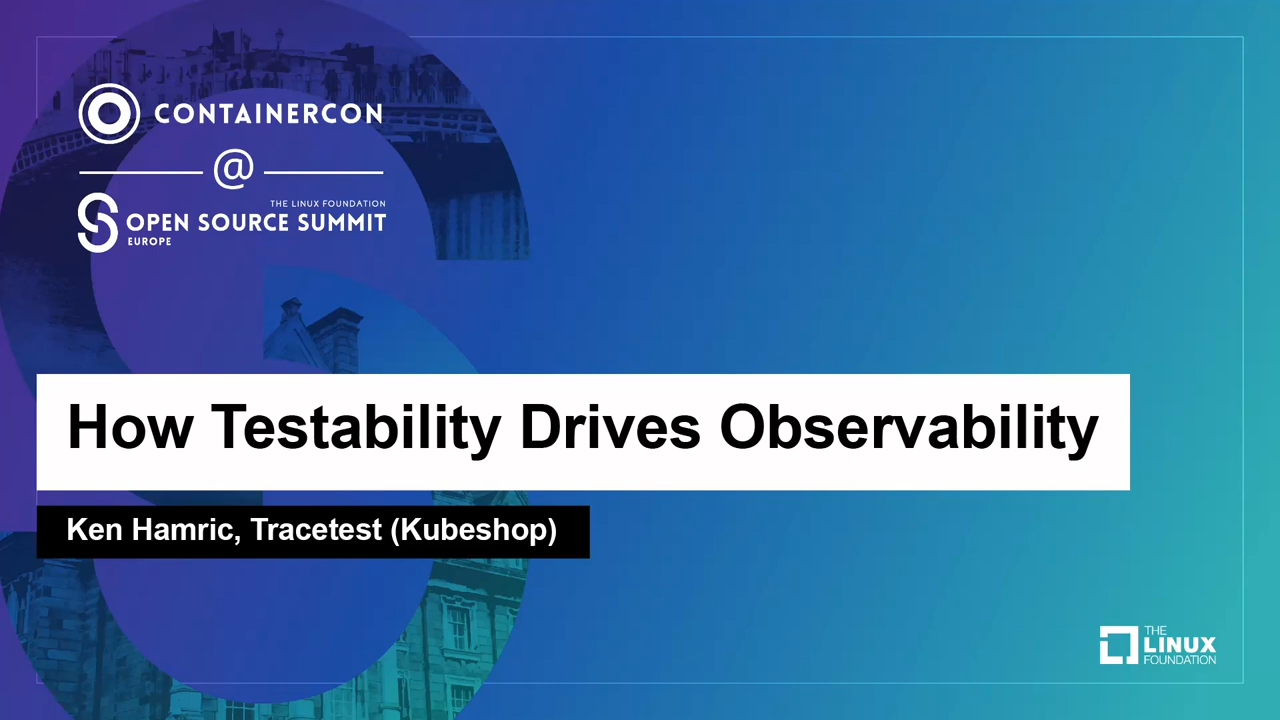 CONTAINERCON
@
THE LINUX FOUNDATION
OPEN SOURCE SUMMIT
EUROPE
How Testability Drives Observability
Ken Hamric, Tracetest (Kubeshop)
THE
LINUX
FOUNDATION